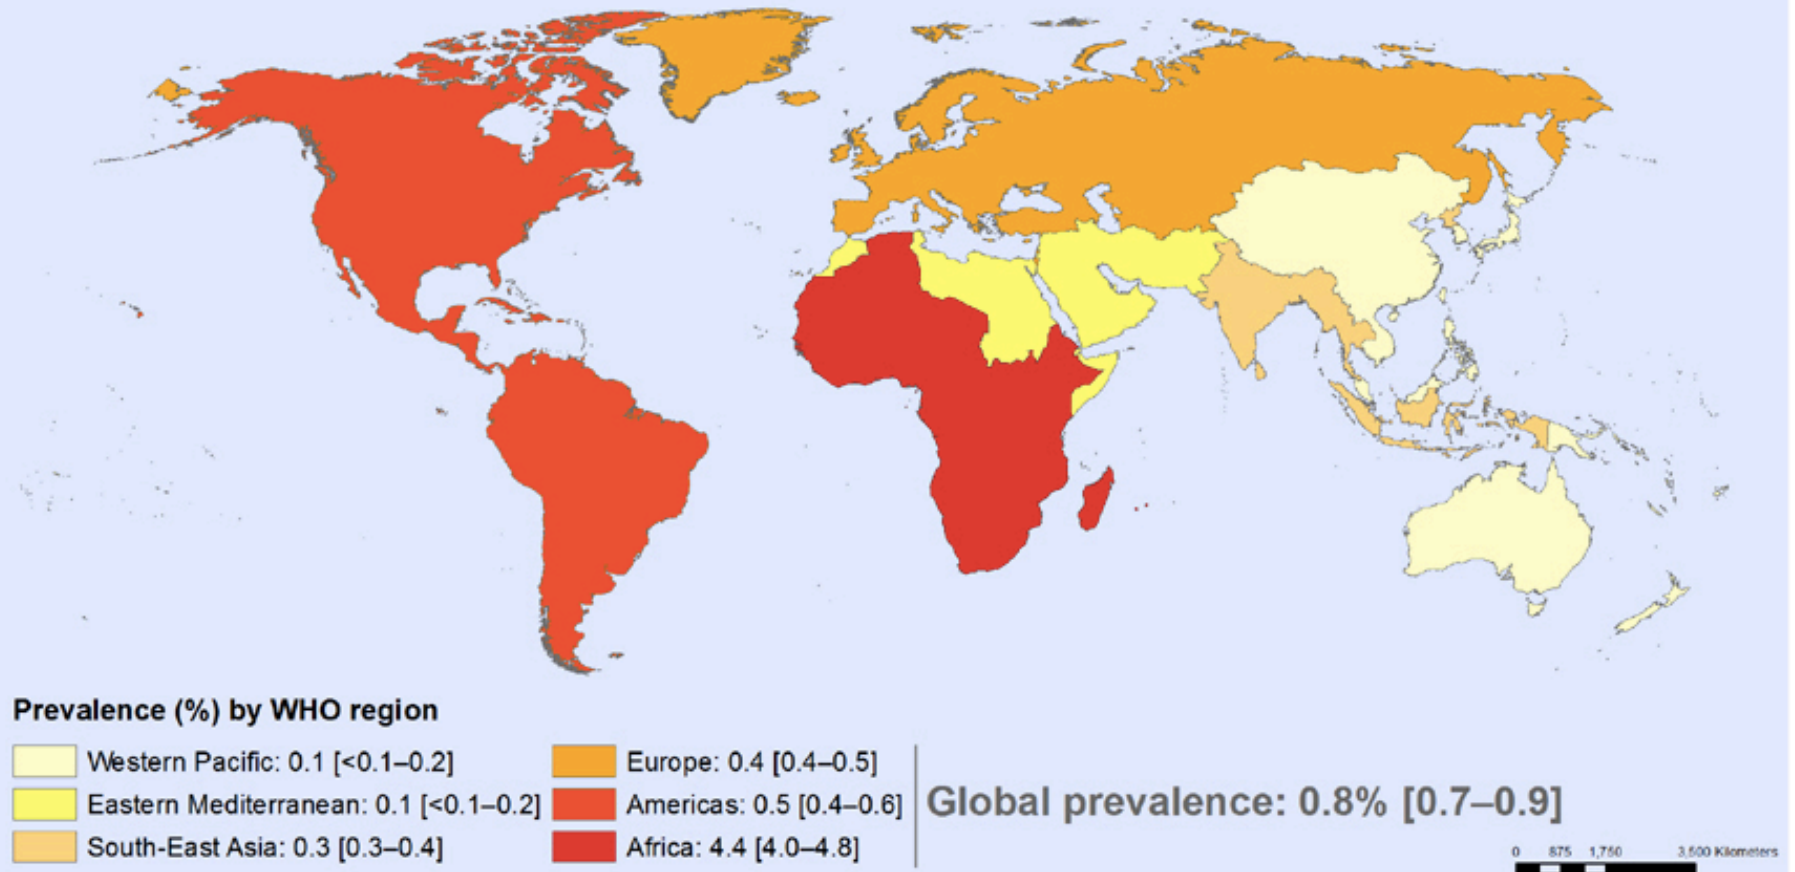 Prevalence (%) by WHO region
Western Pacific: 0.1 [<0.1–0.2]
Eastern Mediterranean: 0.1 [<0.1–0.2]
South-East Asia: 0.3 [0.3–0.4]
Europe: 0.4 [0.4–0.5]
Americas: 0.5 [0.4–0.6]
Africa: 4.4 [4.0–4.8]
Global prevalence: 0.8% [0.7–0.9]
0 875 1,750 3,500 Kilometers